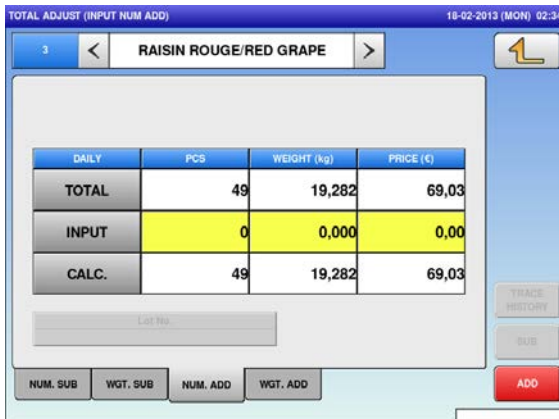 TOTAL ADJUST (INPUT NUM ADD) 18-02-2013 (MON) 02:34
3 < RAISIN ROUGE/RED GRAPE >
DAILY PCS WEIGHT (kg) PRICE (€)
TOTAL 49 19,282 69,03
INPUT 0 0,000 0,00
CALC. 49 19,282 69,03
TRACE
HISTORY
Lot No.
SUB
NUM. SUB WGT. SUB NUM. ADD WGT. ADD ADD